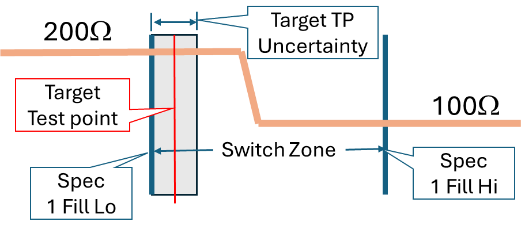 Target TP
Uncertainty
200Ω
Target
Test point
100Ω
Switch Zone
Spec
1 Fill Lo
Spec
1 Fill Hi